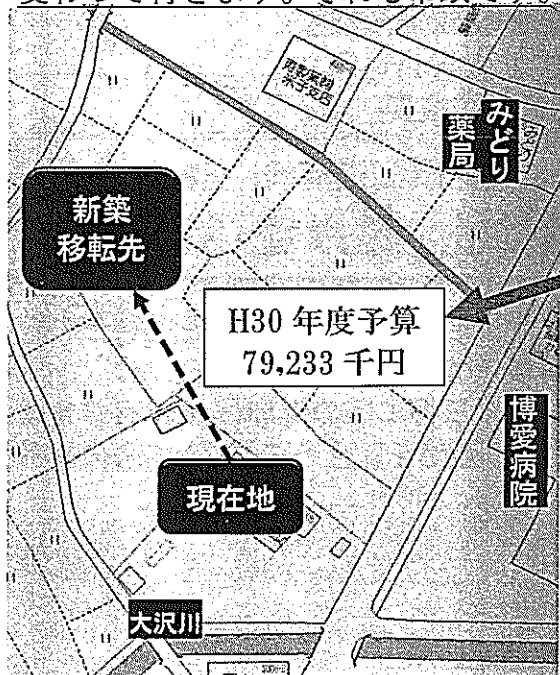 みどり
薬局
新築
移転先
H30 年度予算
79,233 千円
博愛病院
現在地
大沢川